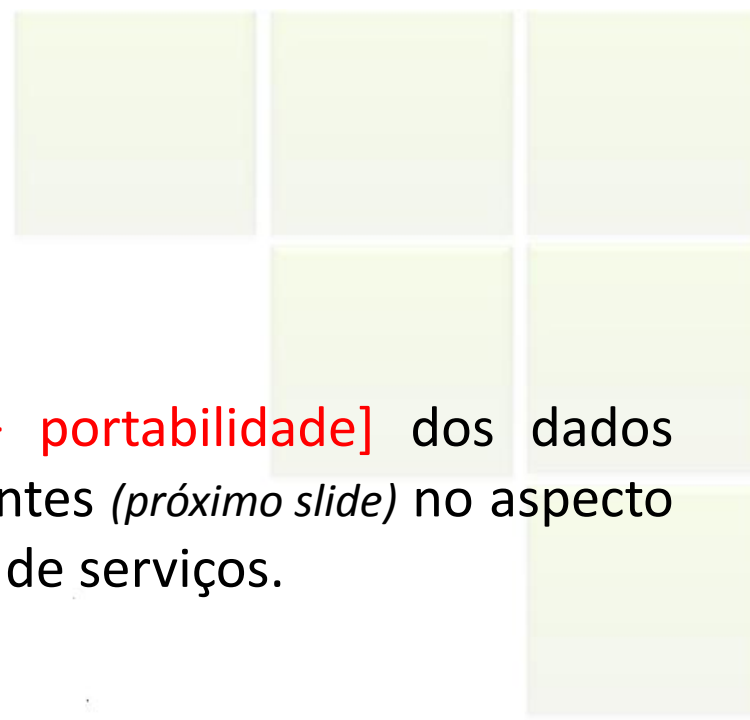 portabilidade] dos dados
ntes (próximo slide) no aspecto
de serviços.